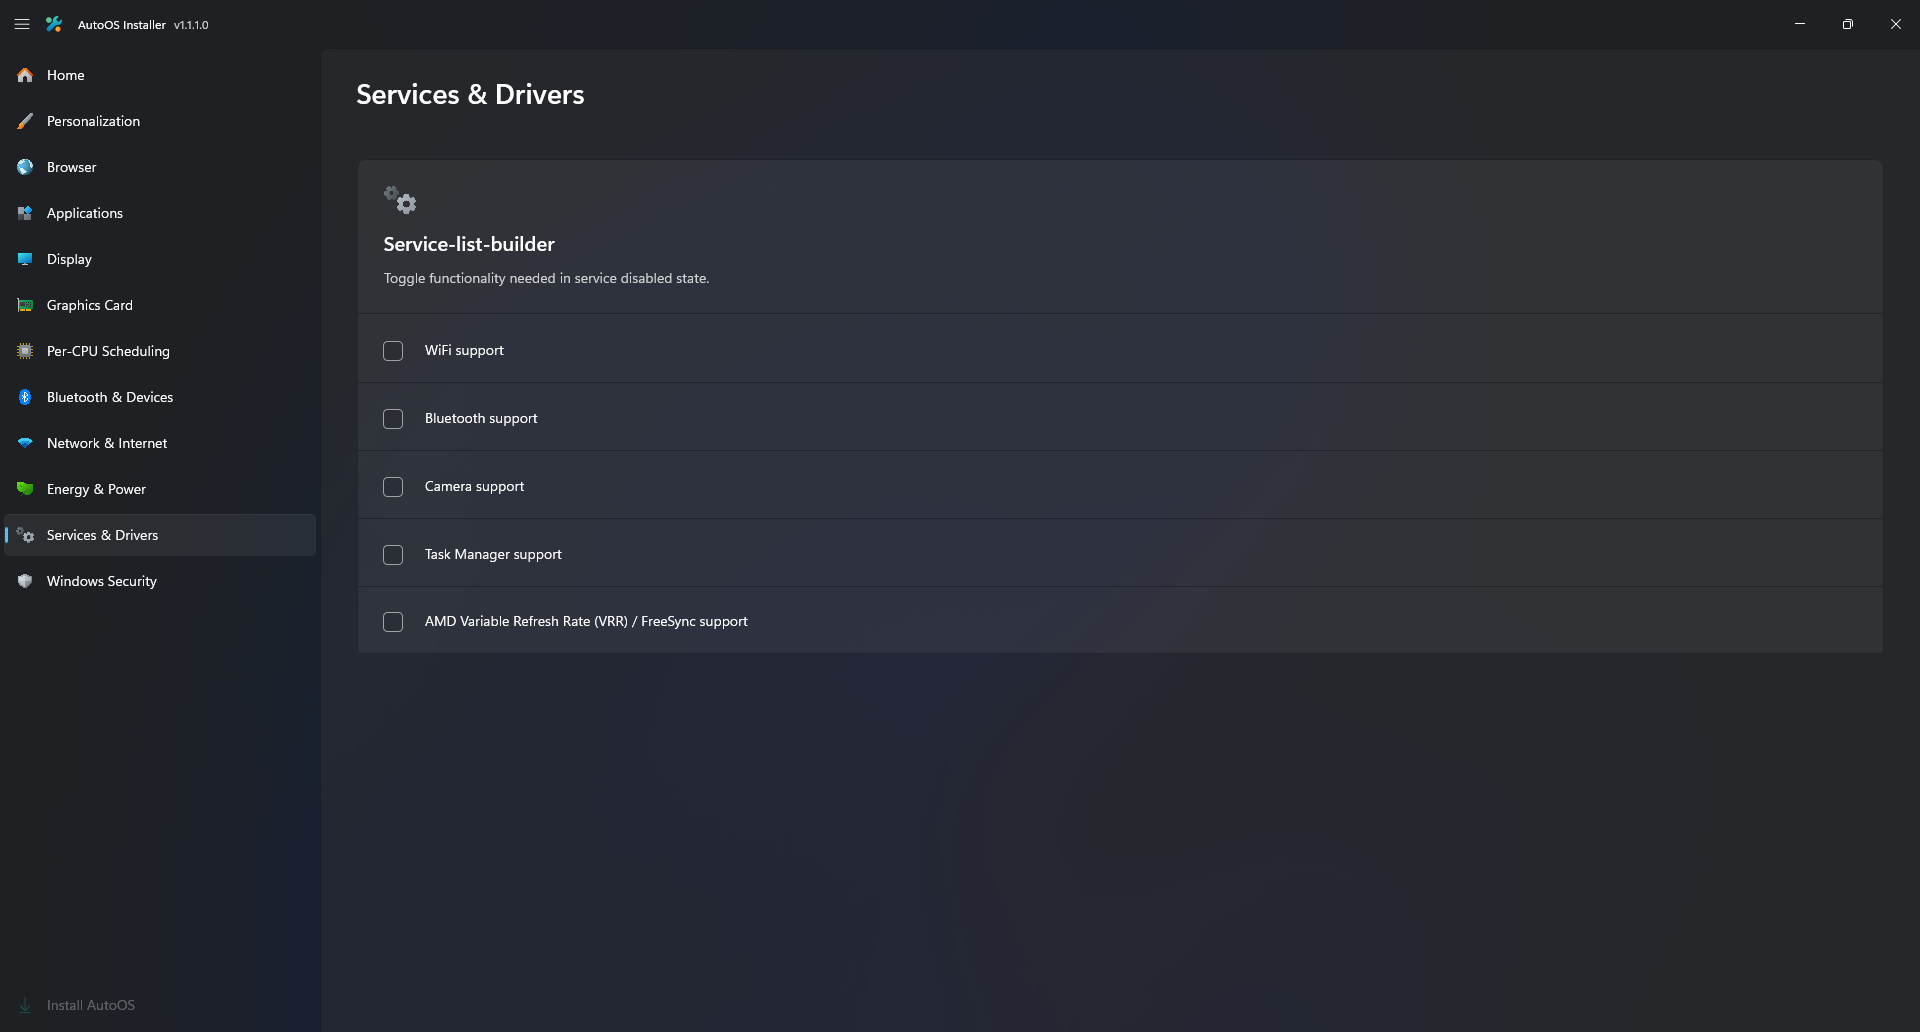 AutoOS Installer v1.1.1.0
Home
Personalization
Browser
Applications
Display
Graphics Card
Per-CPU Scheduling
Bluetooth & Devices
Network & Internet
Energy & Power
Services & Drivers
Windows Security
Install AutoOS
Services & Drivers
Service-list-builder
Toggle functionality needed in service disabled state.
WiFi support
Bluetooth support
Camera support
Task Manager support
AMD Variable Refresh Rate (VRR) / FreeSync support